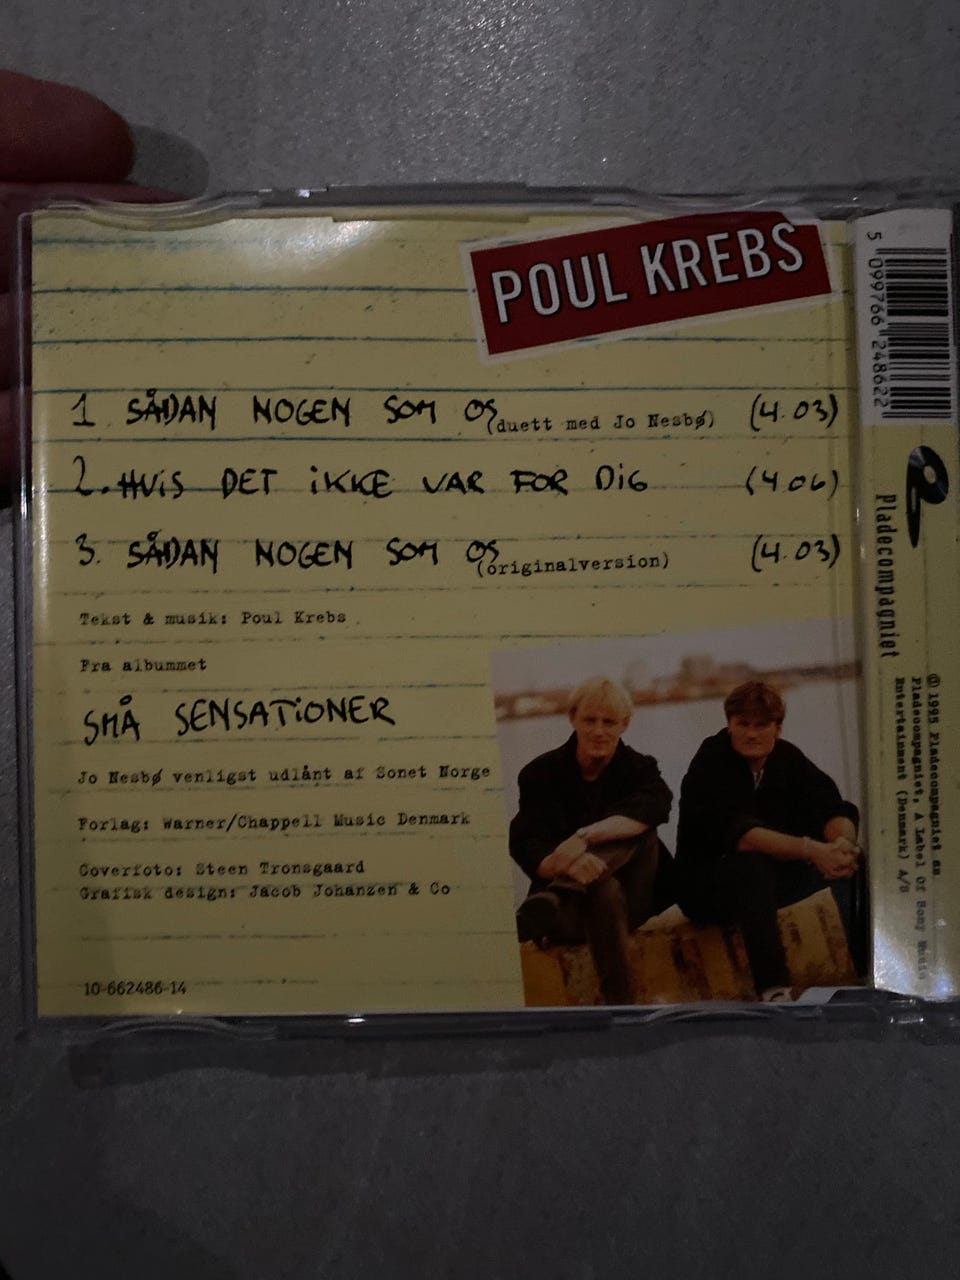 POUL KREBS
1 SÅDAN NOGEN SOM OS (duett med Jo Nesbø) (4.03)
2. HVIS DET iKKE VAR FOR DiG (4.06)
3. SÅDAN NOGEN SOM OS (originalversion) (4.03)
Tekst & musik: Poul Krebs
Fra albummet
SMÅ SENSATiONER
Jo Nesbø venligst udlånt af Sonet Norge
Forlag: Warner/Chappell Music Denmark
Coverfoto: Steen Tronsgaard
Grafisk design: Jacob Johansen & Co
10-662486-14
5 099766 248622
Pladecompagniet
© 1995 Pladecompagniet an
Pladecompagniet, A Label Of Sony Music
Entertainment (Denmark) A/S